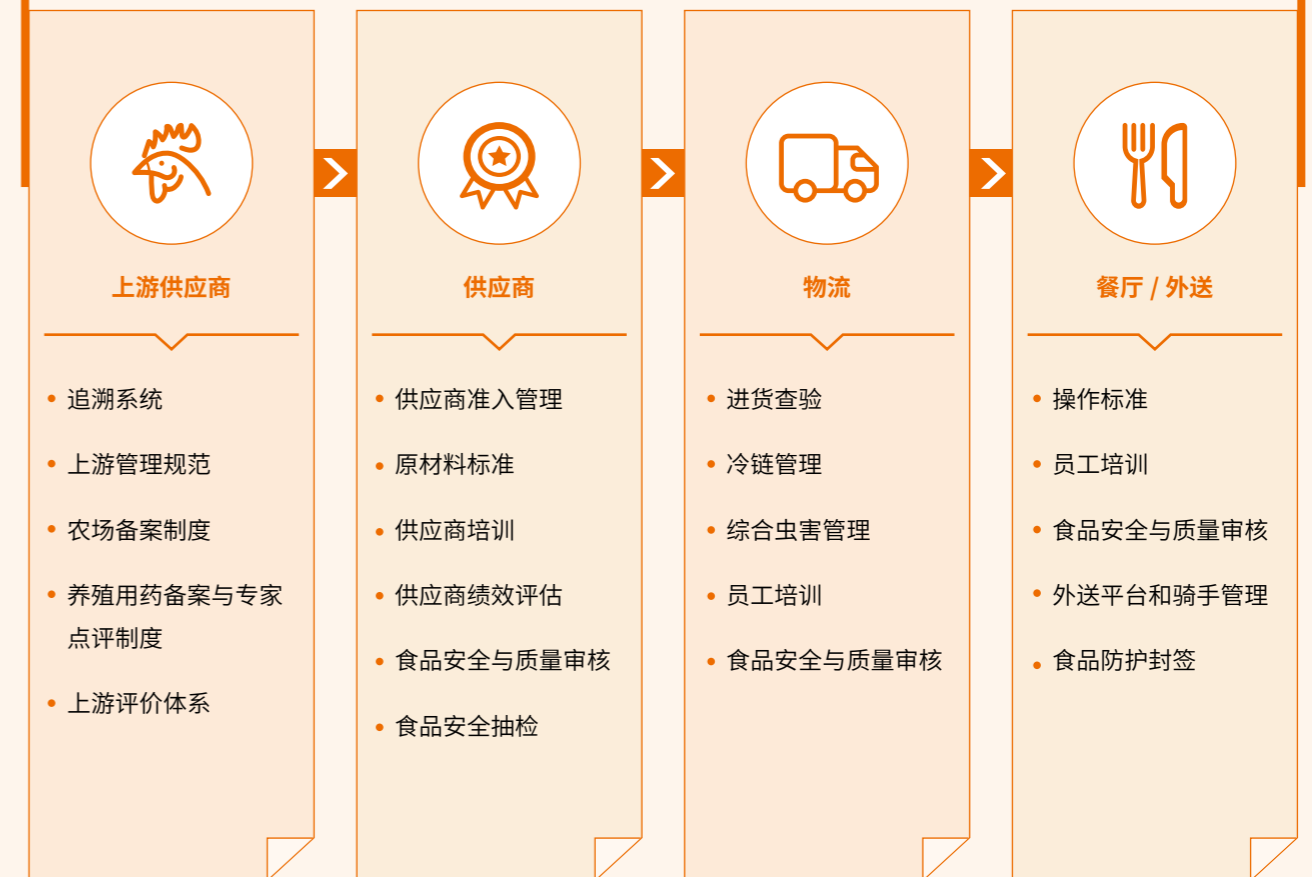 上游供应商
追溯系统
上游管理规范
农场备案制度
养殖用药备案与专家
点评制度
上游评价体系
供应商
供应商准入管理
原材料标准
供应商培训
供应商绩效评估
食品安全与质量审核
食品安全抽检
物流
进货查验
冷链管理
综合虫害管理
员工培训
食品安全与质量审核
餐厅 / 外送
操作标准
员工培训
食品安全与质量审核
外送平台和骑手管理
食品防护封签